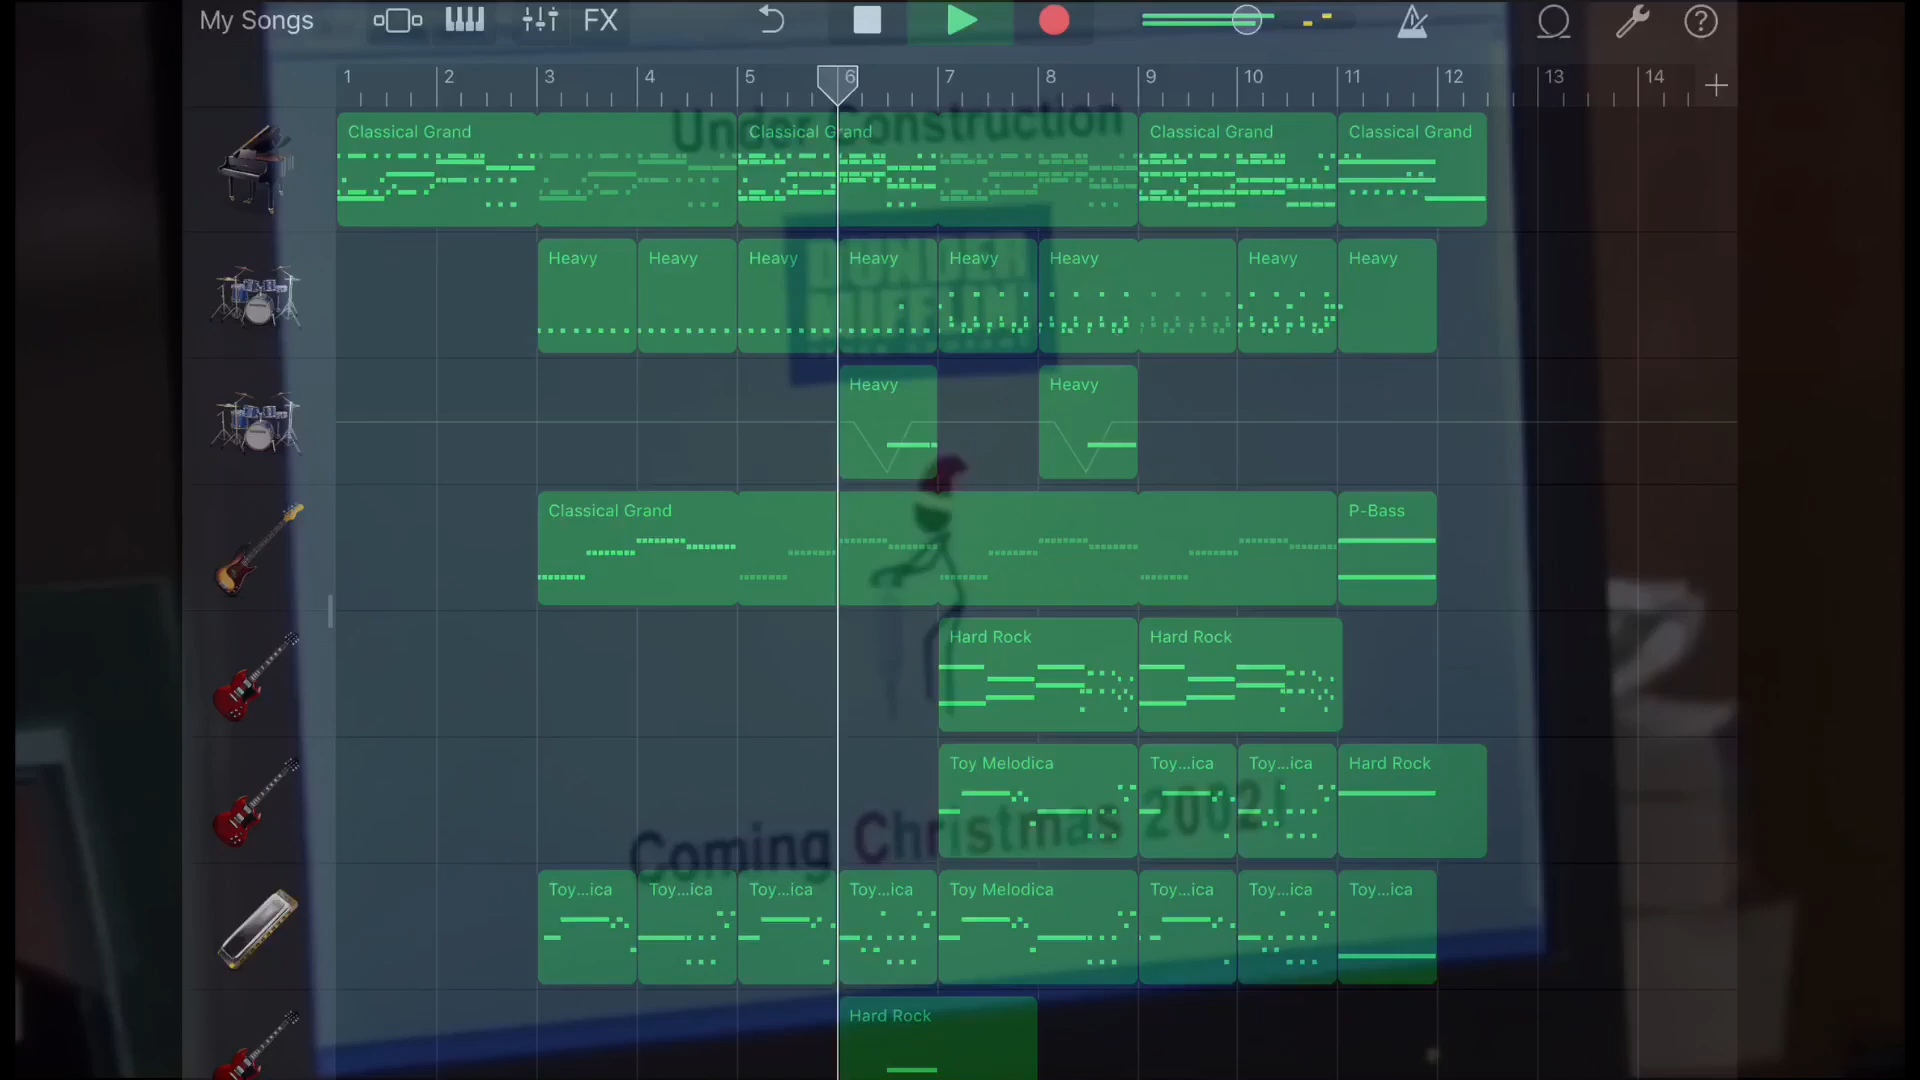 My Songs FX
1 2 3 4 5 6 7 8 9 10 11 12 13 14
Classical Grand Classical Grand Classical Grand Classical Grand
Under Construction
Heavy Heavy Heavy Heavy Heavy Heavy Heavy Heavy
DUNDER
MIFFLIN
Heavy Heavy
Classical Grand P-Bass
Hard Rock Hard Rock
Toy Melodica Toy...ica Toy...ica Hard Rock
Coming Christmas 2002!
Toy...ica Toy...ica Toy...ica Toy...ica Toy Melodica Toy...ica Toy...ica Toy...ica
Hard Rock